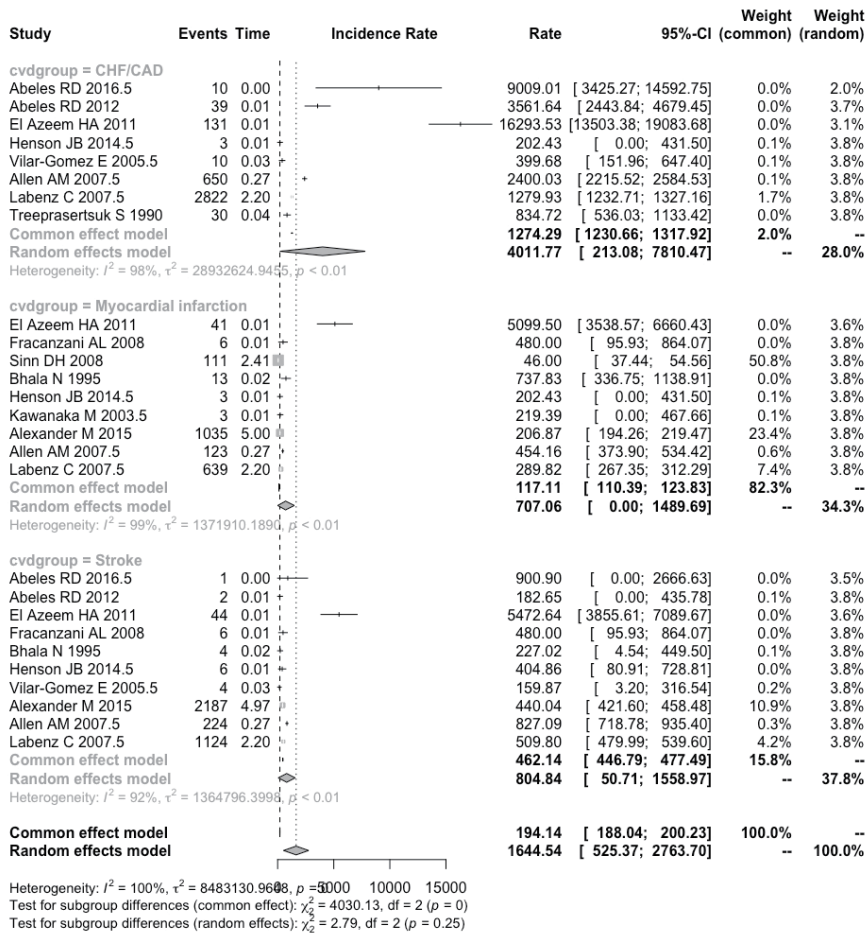 Weight Weight
Study Events Time Incidence Rate Rate 95%-CI (common) (random)
cvdgroup = CHF/CAD
Abeles RD 2016.5 10 0.00 9009.01 [ 3425.27; 14592.75] 0.0% 2.0%
Abeles RD 2012 39 0.01 3561.64 [ 2443.84; 4679.45] 0.0% 3.7%
El Azeem HA 2011 131 0.01 16293.53 [13503.38; 19083.68] 0.0% 3.1%
Henson JB 2014.5 3 0.01 202.43 [ 0.00; 431.50] 0.1% 3.8%
Vilar-Gomez E 2005.5 10 0.03 399.68 [ 151.96; 647.40] 0.1% 3.8%
Allen AM 2007.5 650 0.27 2400.03 [ 2215.52; 2584.53] 0.1% 3.8%
Labenz C 2007.5 2822 2.20 1279.93 [ 1232.71; 1327.16] 1.7% 3.8%
Treeprasertsuk S 1990 30 0.04 834.72 [ 536.03; 1133.42] 0.0% 3.8%
Common effect model 1274.29 [ 1230.66; 1317.92] 2.0% --
Random effects model 4011.77 [ 213.08; 7810.47] -- 28.0%
Heterogeneity: I² = 98%, τ² = 28932624.9455, p < 0.01
cvdgroup = Myocardial infarction
El Azeem HA 2011 41 0.01 5099.50 [ 3538.57; 6660.43] 0.0% 3.6%
Fracanzani AL 2008 6 0.01 480.00 [ 95.93; 864.07] 0.0% 3.8%
Sinn DH 2008 111 2.41 46.00 [ 37.44; 54.56] 50.8% 3.8%
Bhala N 1995 13 0.02 737.83 [ 336.75; 1138.91] 0.0% 3.8%
Henson JB 2014.5 3 0.01 202.43 [ 0.00; 431.50] 0.1% 3.8%
Kawanaka M 2003.5 3 0.01 219.39 [ 0.00; 467.66] 0.1% 3.8%
Alexander M 2015 1035 5.00 206.87 [ 194.26; 219.47] 23.4% 3.8%
Allen AM 2007.5 123 0.27 454.16 [ 373.90; 534.42] 0.6% 3.8%
Labenz C 2007.5 639 2.20 289.82 [ 267.35; 312.29] 7.4% 3.8%
Common effect model 117.11 [ 110.39; 123.83] 82.3% --
Random effects model 707.06 [ 0.00; 1489.69] -- 34.3%
Heterogeneity: I² = 99%, τ² = 1371910.1890, p < 0.01
cvdgroup = Stroke
Abeles RD 2016.5 1 0.00 900.90 [ 0.00; 2666.63] 0.0% 3.5%
Abeles RD 2012 2 0.01 182.65 [ 0.00; 435.78] 0.1% 3.8%
El Azeem HA 2011 44 0.01 5472.64 [ 3855.61; 7089.67] 0.0% 3.6%
Fracanzani AL 2008 6 0.01 480.00 [ 95.93; 864.07] 0.0% 3.8%
Bhala N 1995 4 0.02 227.02 [ 4.54; 449.50] 0.1% 3.8%
Henson JB 2014.5 6 0.01 404.86 [ 80.91; 728.81] 0.0% 3.8%
Vilar-Gomez E 2005.5 4 0.03 159.87 [ 3.20; 316.54] 0.2% 3.8%
Alexander M 2015 2187 4.97 440.04 [ 421.60; 458.48] 10.9% 3.8%
Allen AM 2007.5 224 0.27 827.09 [ 718.78; 935.40] 0.3% 3.8%
Labenz C 2007.5 1124 2.20 509.80 [ 479.99; 539.60] 4.2% 3.8%
Common effect model 462.14 [ 446.79; 477.49] 15.8% --
Random effects model 804.84 [ 50.71; 1558.97] -- 37.8%
Heterogeneity: I² = 92%, τ² = 1364796.3998, p < 0.01
Common effect model 194.14 [ 188.04; 200.23] 100.0% --
Random effects model 1644.54 [ 525.37; 2763.70] -- 100.0%
Heterogeneity: I² = 100%, τ² = 5000 10000 15000
Test for subgroup differences (common effect): χ²₂ = 4030.13, df = 2 (p = 0)
Test for subgroup differences (random effects): χ²₂ = 2.79, df = 2 (p = 0.25)